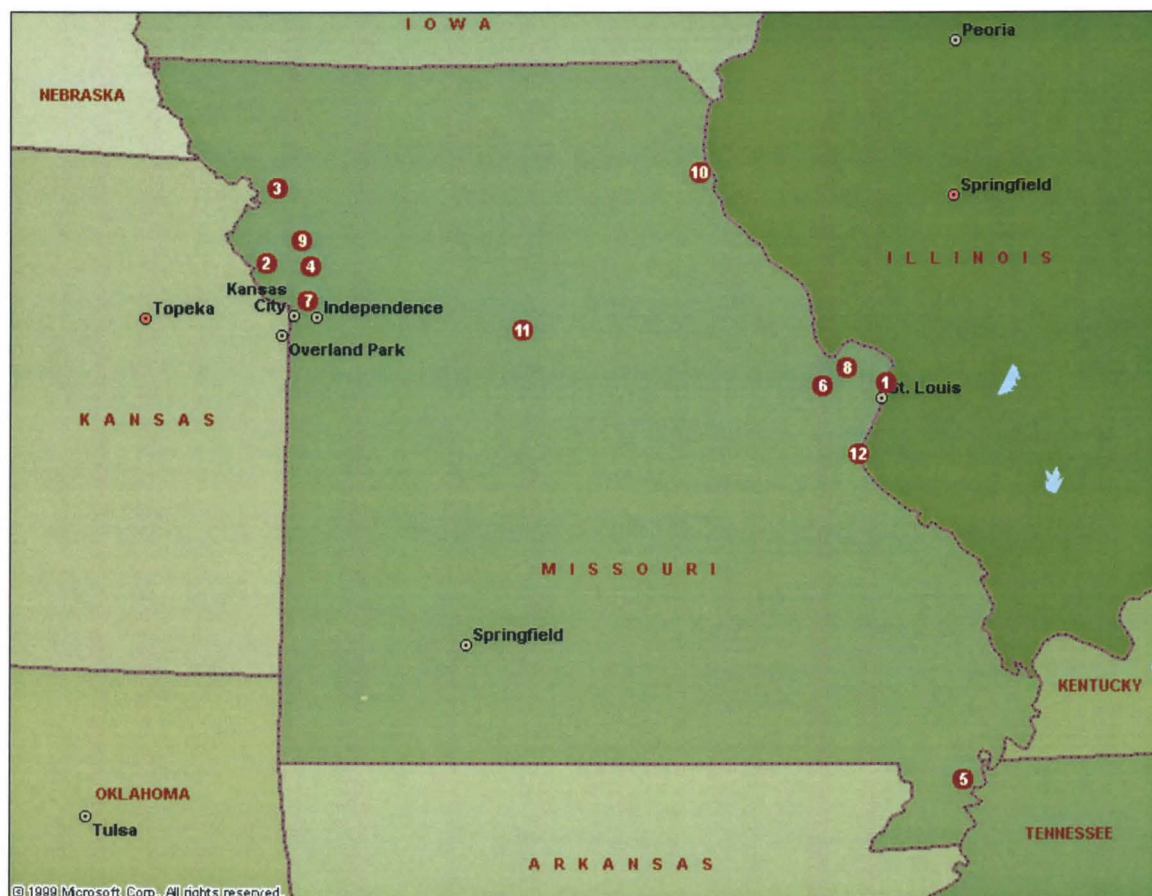 IOWA
Peoria
NEBRASKA
10
3
Springfield
9
ILLINOIS
2
4
Kansas
City
7
Topeka
Independence
11
Overland Park
8
6
1
St. Louis
KANSAS
12
MISSOURI
Springfield
KENTUCKY
5
OKLAHOMA
Tulsa
TENNESSEE
ARKANSAS
© 1999 Microsoft Corp. All rights reserved.